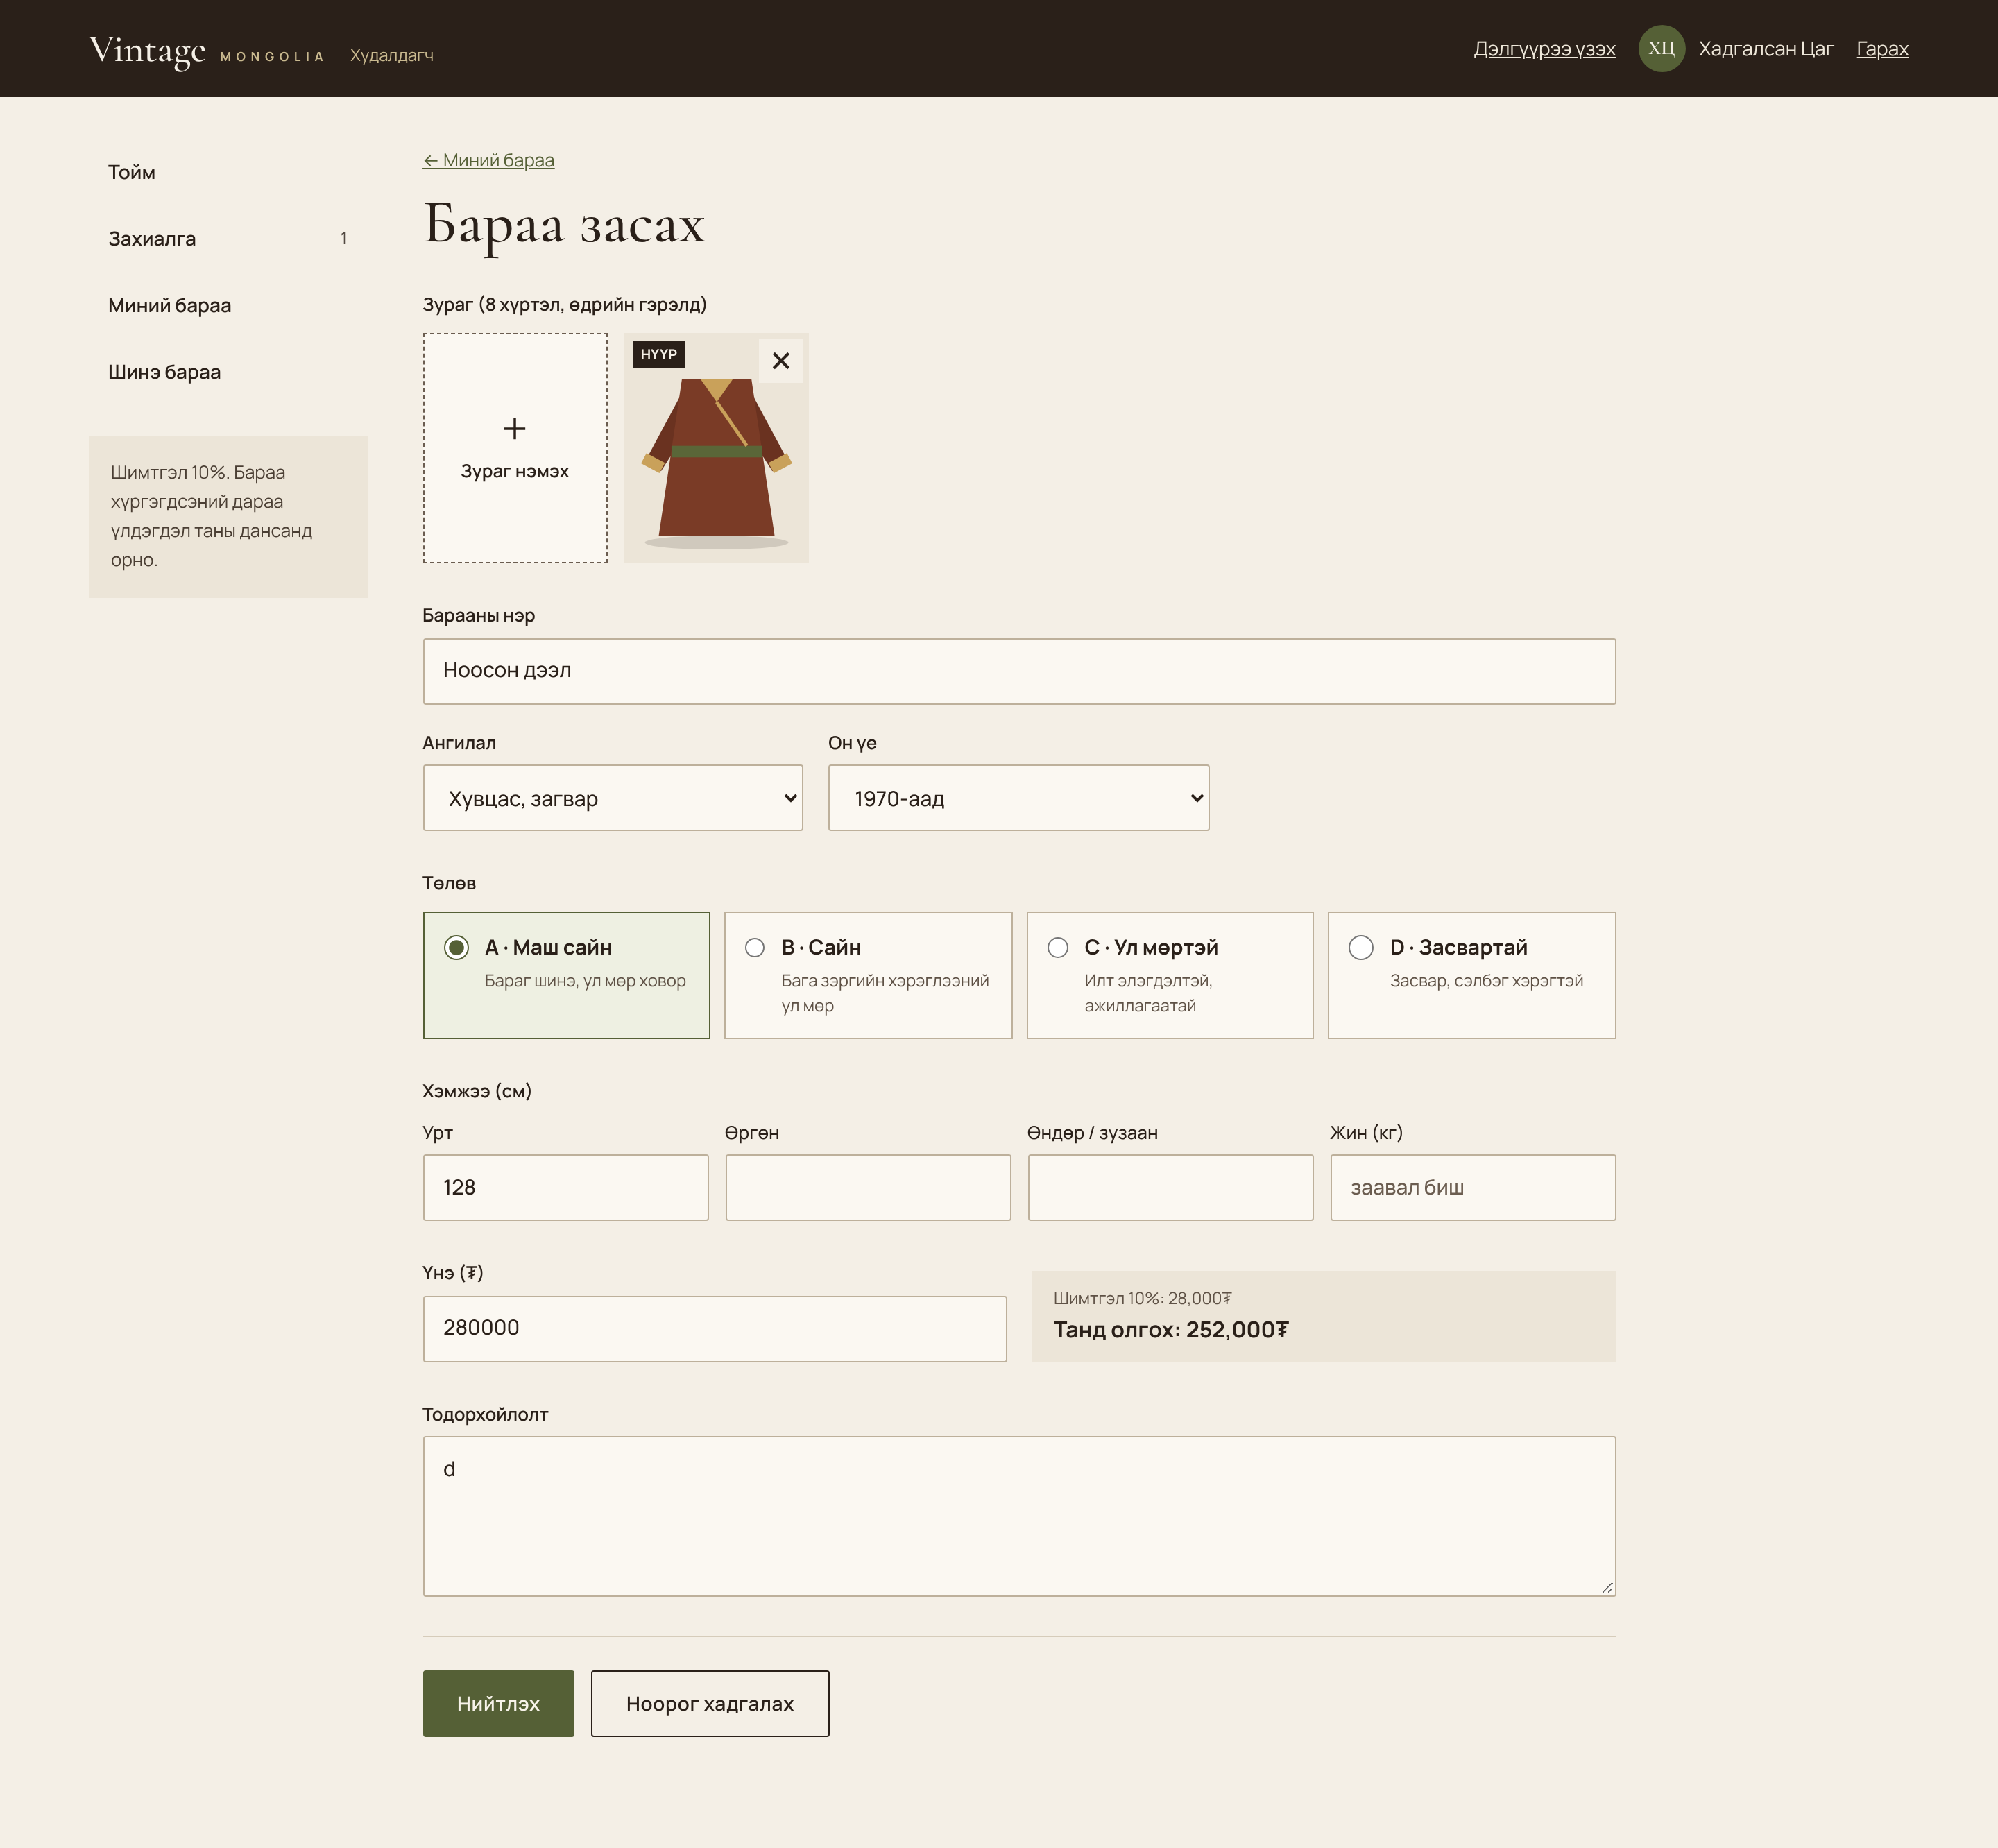 Vintage MONGOLIA Худалдагч
Дэлгүүрээ үзэх ХЦ Хадгалсан Цаг Гарах
Тойм
Захиалга 1
Миний бараа
Шинэ бараа
Шимтгэл 10%. Бараа
хүргэгдсэний дараа
үлдэгдэл таны дансанд
орно.
← Миний бараа
Бараа засах
Зураг (8 хүртэл, өдрийн гэрэлд)
+
Зураг нэмэх
НҮҮР ✕
Барааны нэр
Ноосон дээл
Ангилал Он үе
Хувцас, загвар 1970-аад
Төлөв
A · Маш сайн
Бараг шинэ, ул мөр ховор
B · Сайн
Бага зэргийн хэрэглээний
ул мөр
C · Ул мөртэй
Илт элэгдэлтэй,
ажиллагаатай
D · Засвартай
Засвар, сэлбэг хэрэгтэй
Хэмжээ (см)
Урт Өргөн Өндөр / зузаан Жин (кг)
128 заавал биш
Үнэ (₮)
280000
Шимтгэл 10%: 28,000₮
Танд олгох: 252,000₮
Тодорхойлолт
d
Нийтлэх Ноорог хадгалах